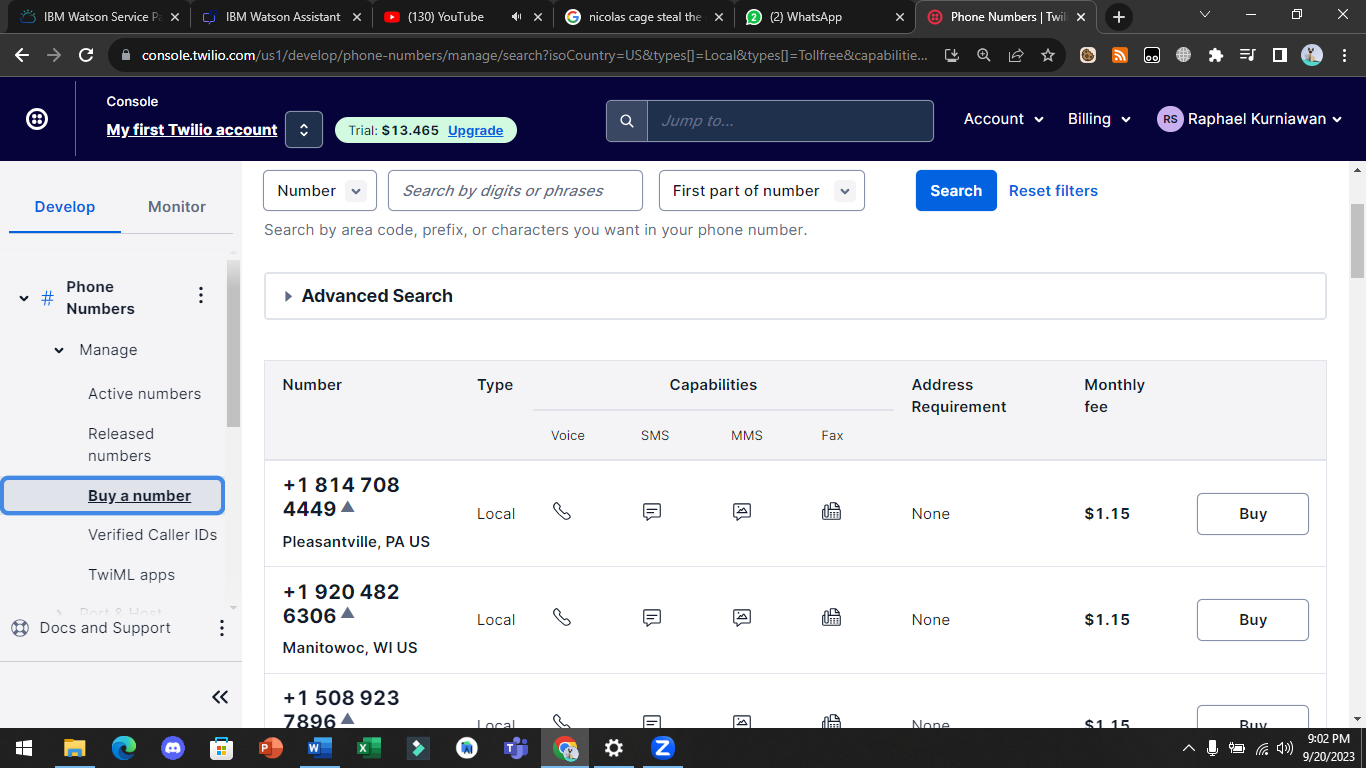 IBM Watson Service Pa
IBM Watson Assistant
(130) YouTube
nicolas cage steal the
(2) WhatsApp
Phone Numbers | Twil
console.twilio.com/us1/develop/phone-numbers/manage/search?isoCountry=US&types[]=Local&types[]=Tollfree&capabilitie...
Console
My first Twilio account
Trial: $13.465 Upgrade
Jump to...
Account
Billing
RS Raphael Kurniawan
Develop
Monitor
Number
Search by digits or phrases
First part of number
Search
Reset filters
Search by area code, prefix, or characters you want in your phone number.
Phone
Numbers
Manage
Active numbers
Released
numbers
Buy a number
Verified Caller IDs
TwiML apps
Port & Host
Docs and Support
Advanced Search
Number
Type
Capabilities
Address
Requirement
Monthly
fee
Voice
SMS
MMS
Fax
+1 814 708
4449
Pleasantville, PA US
Local
None
$1.15
Buy
+1 920 482
6306
Manitowoc, WI US
Local
None
$1.15
Buy
+1 508 923
7896
Local
None
$1.15
Buy
9:02 PM
9/20/2023